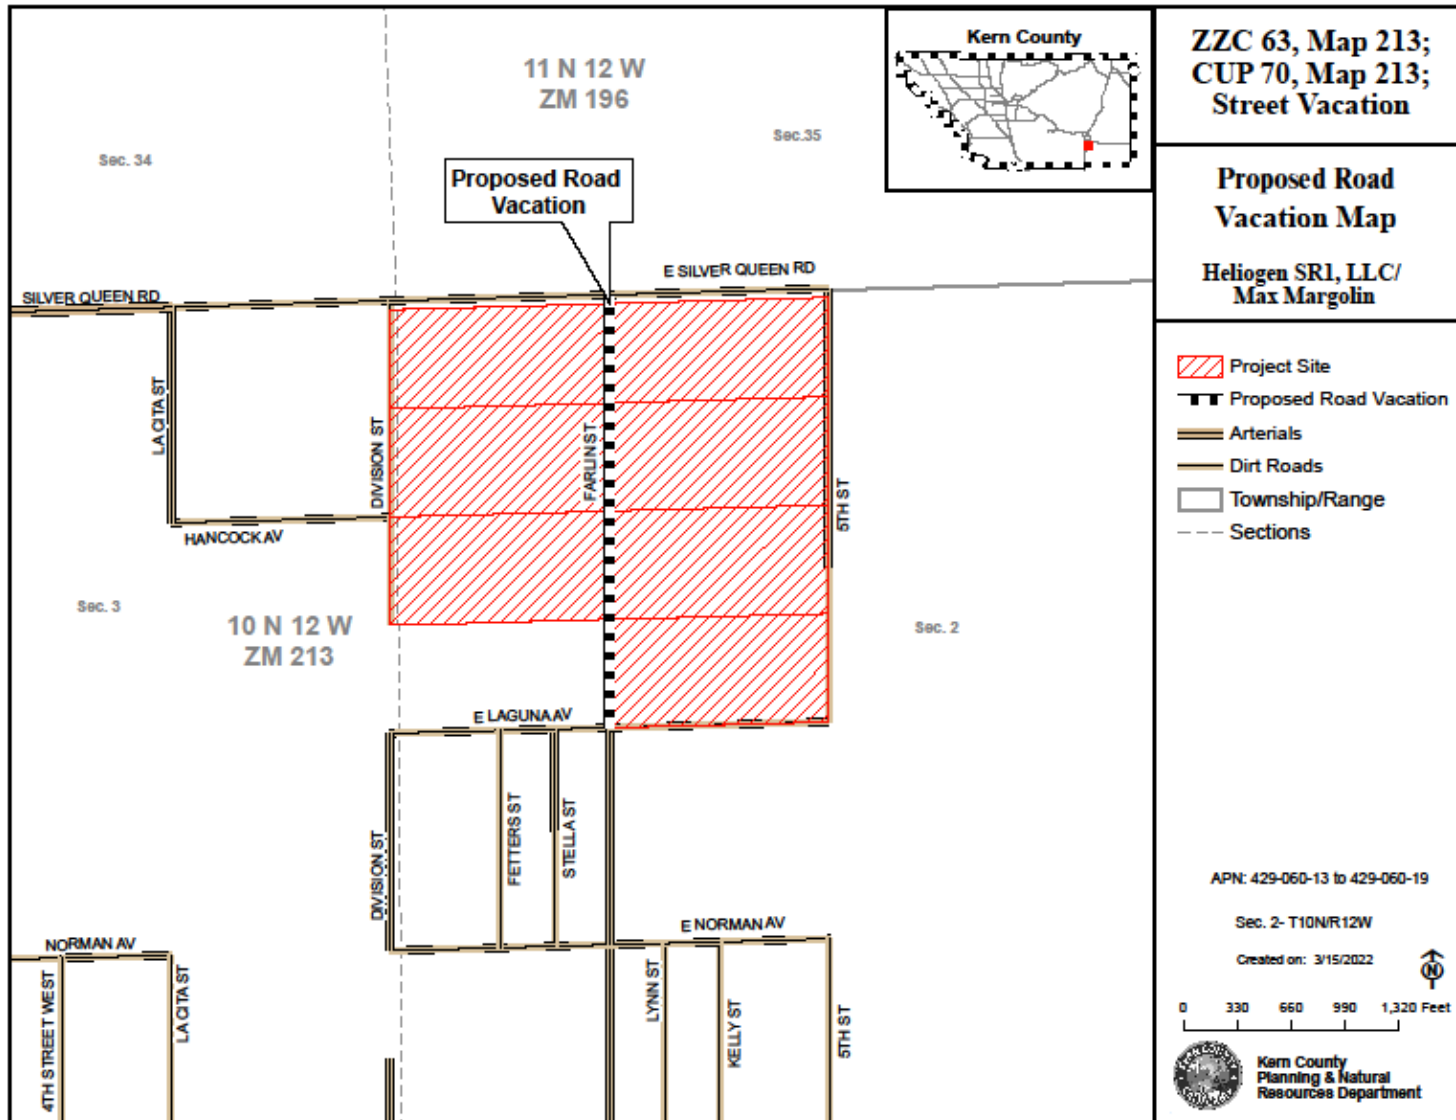 11 N 12 W
ZM 196
Sec. 34
Sec.35
Kern County
Proposed Road
Vacation
SILVER QUEEN RD
E SILVER QUEEN RD
LA CITA ST
DIVISION ST
FARLIN ST
5TH ST
HANCOCK AV
Sec. 3
10 N 12 W
ZM 213
Sec. 2
E LAGUNA AV
DIVISION ST
FETTERS ST
STELLA ST
E NORMAN AV
NORMAN AV
4TH STREET WEST
LA CITA ST
LYNN ST
KELLY ST
5TH ST
ZZC 63, Map 213;
CUP 70, Map 213;
Street Vacation
Proposed Road
Vacation Map
Heliogen SR1, LLC/
Max Margolin
Project Site
Proposed Road Vacation
Arterials
Dirt Roads
Township/Range
Sections
APN: 429-060-13 to 429-060-19
Sec. 2- T10N/R12W
Created on: 3/15/2022
N
0 330 660 990 1,320 Feet
Kern County
Planning & Natural
Resources Department